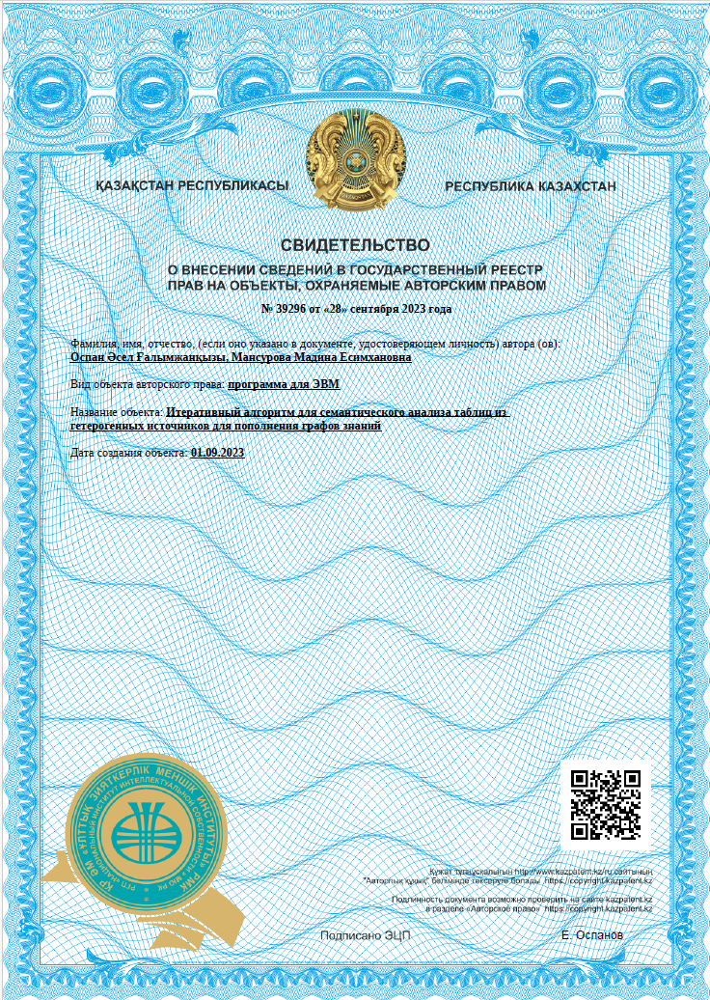 ҚАЗАҚСТАН РЕСПУБЛИКАСЫ
РЕСПУБЛИКА КАЗАХСТАН
QAZAQSTAN
СВИДЕТЕЛЬСТВО
О ВНЕСЕНИИ СВЕДЕНИЙ В ГОСУДАРСТВЕННЫЙ РЕЕСТР
ПРАВ НА ОБЪЕКТЫ, ОХРАНЯЕМЫЕ АВТОРСКИМ ПРАВОМ
№ 39296 от «28» сентября 2023 года
Фамилия, имя, отчество, (если оно указано в документе, удостоверяющем личность) автора (ов):
Оспан Әсел Ғалымжанқызы, Мансурова Мадина Есимхановна
Вид объекта авторского права: программа для ЭВМ
Название объекта: Итеративный алгоритм для семантического анализа таблиц из
гетерогенных источников для пополнения графов знаний
Дата создания объекта: 01.09.2023
ҚР ӘМ «ҰЛТТЫҚ ЗИЯТКЕРЛІК МЕНШІК ИНСТИТУТЫ» РМК
РГП «НАЦИОНАЛЬНЫЙ ИНСТИТУТ ИНТЕЛЛЕКТУАЛЬНОЙ СОБСТВЕННОСТИ» МЮ РК
Құжат түпнұсқалығын http://www.kazpatent.kz/ru сайтының
"Авторлық құқық" бөлімінде тексеруге болады https://copyright.kazpatent.kz
Подлинность документа возможно проверить на сайте kazpatent.kz
в разделе «Авторское право» https://copyright.kazpatent.kz
Подписано ЭЦП
Е. Оспанов